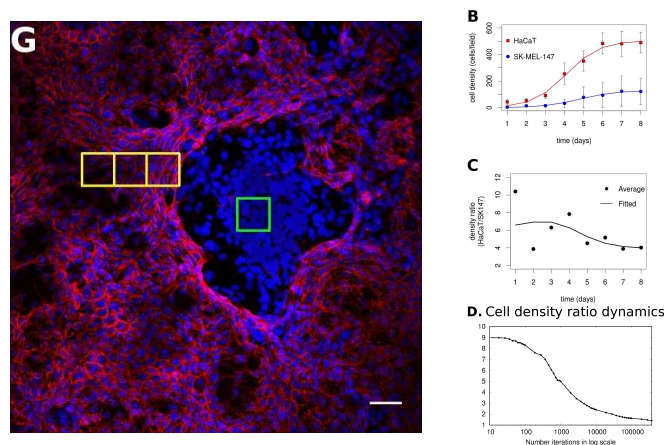 G
B
600
400
200
0
cell density (cells/field)
HaCaT
SK-MEL-147
1 2 3 4 5 6 7 8
time (days)
C
12
10
8
6
4
2
density ratio
(HaCaT/SK147)
Average
Fitted
1 2 3 4 5 6 7 8
time (days)
D. Cell density ratio dynamics
10
9
8
7
6
5
4
3
2
1
10 100 1000 10000 100000
Number iterations in log scale